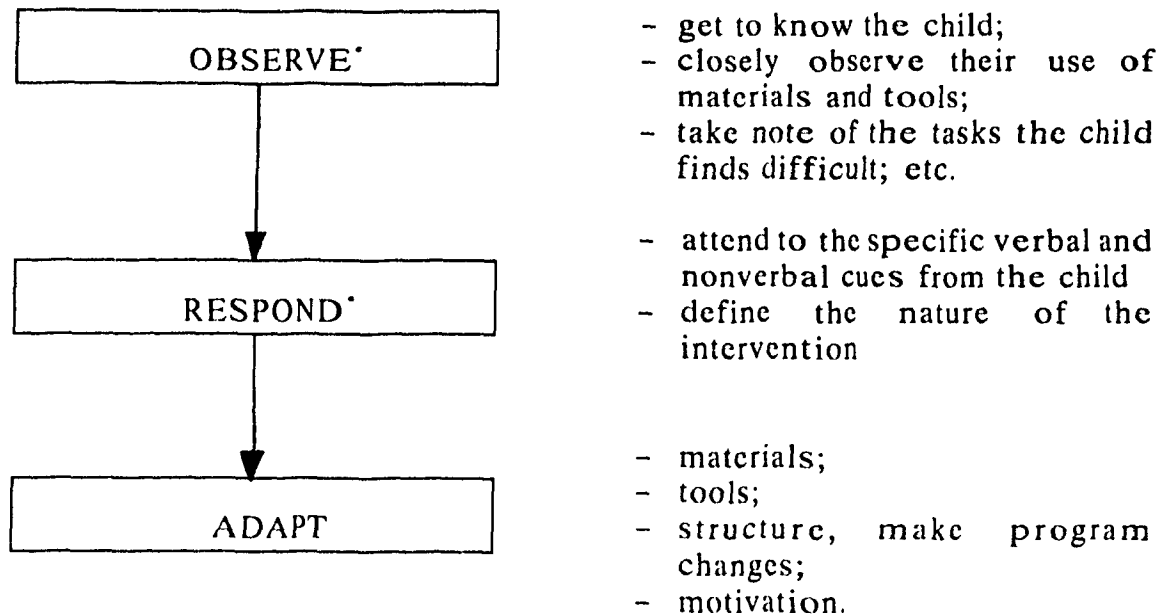 OBSERVE*
- get to know the child;
- closely observe their use of
materials and tools;
- take note of the tasks the child
finds difficult; etc.
RESPOND*
- attend to the specific verbal and
nonverbal cues from the child
- define the nature of the
intervention
ADAPT
- materials;
- tools;
- structure, make program
changes;
- motivation.